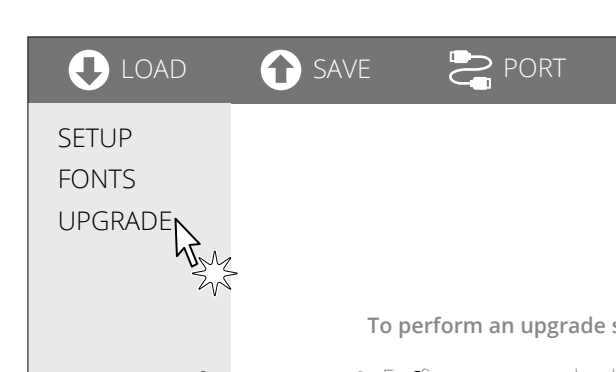 LOAD SAVE PORT
SETUP
FONTS
UPGRADE
To perform an upgrade